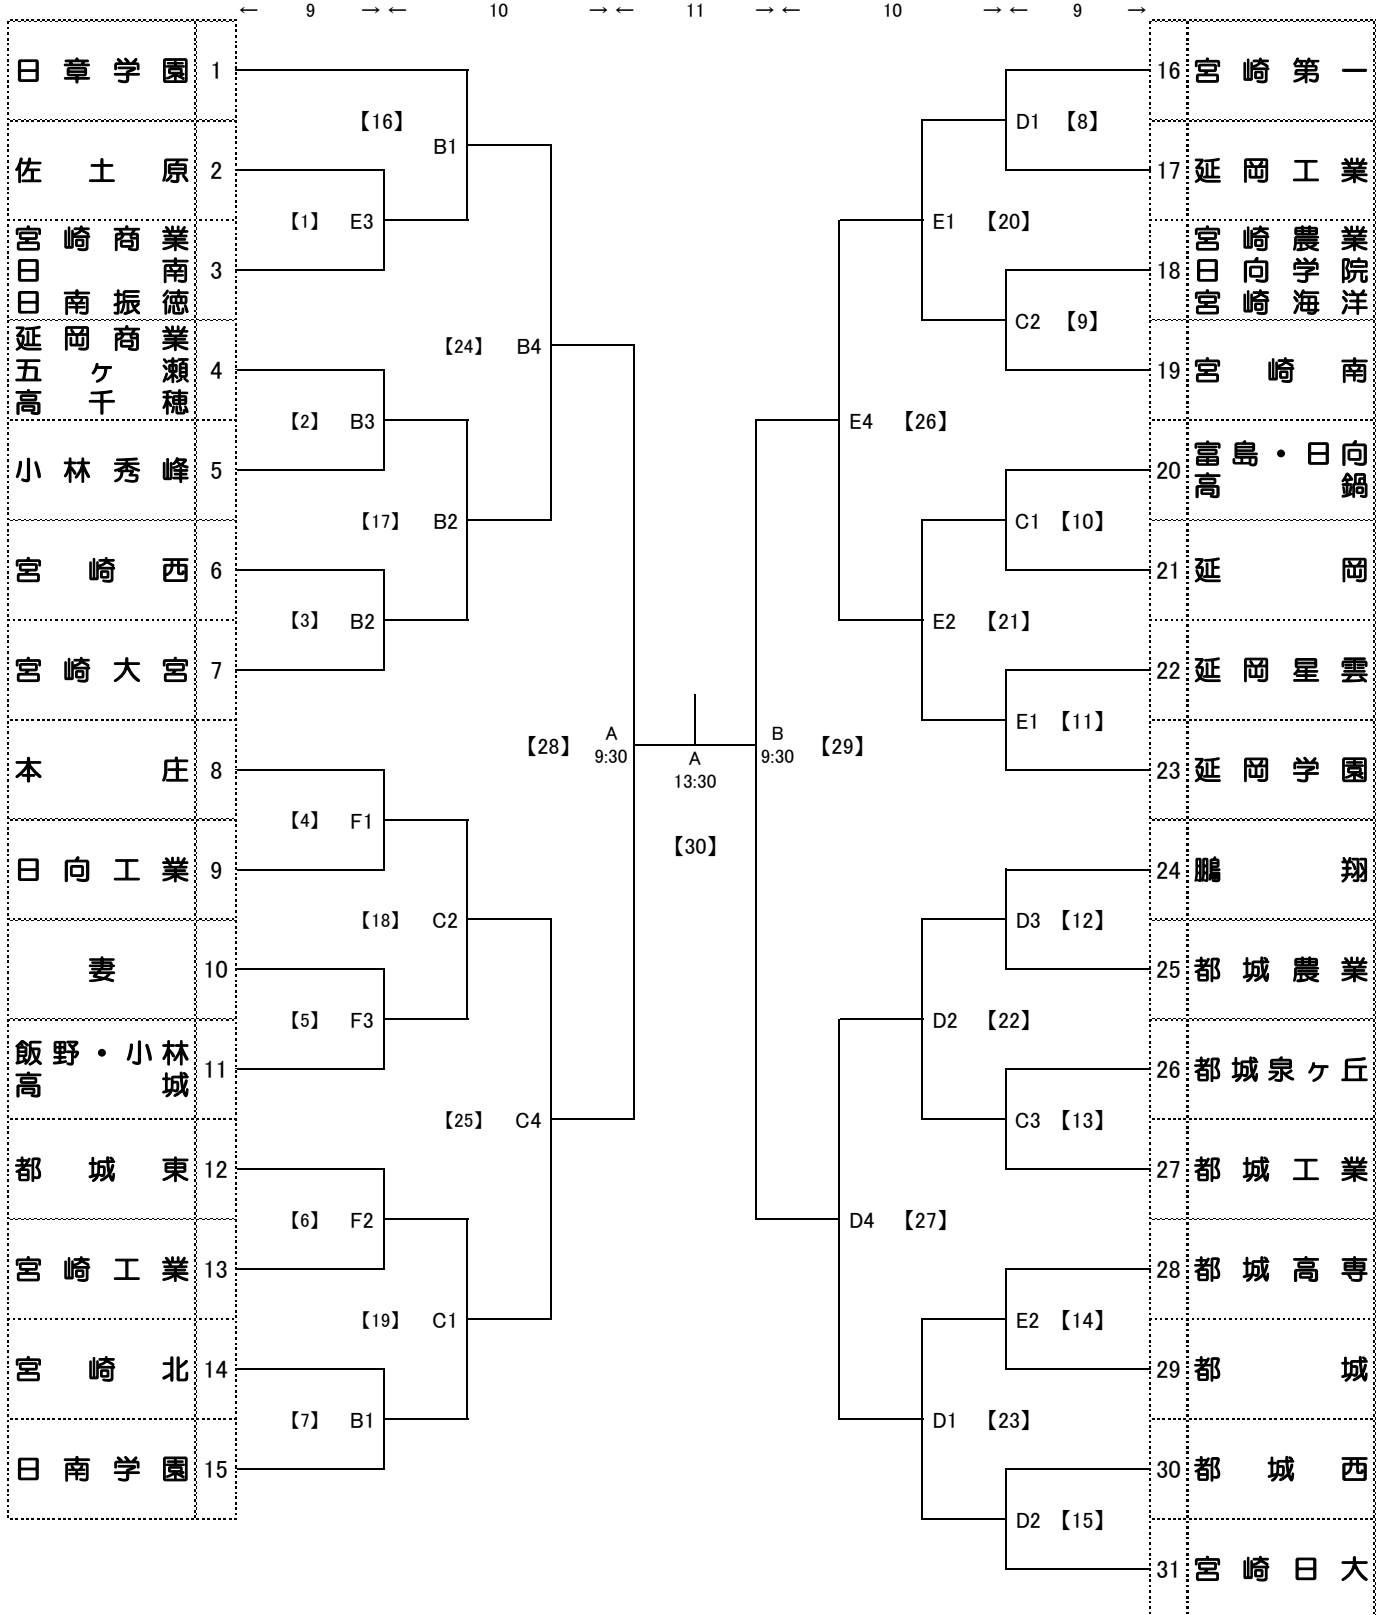 ← 9 → ← 10 → ← 11 → ← 10 → ← 9 →
日章学園 1
【16】
B1
佐土原 2
【1】 E3
宮崎商業
日南 3
日南振徳
延岡商業
五ヶ瀬 4
高千穂
【24】 B4
【2】 B3
小林秀峰 5
【17】 B2
宮崎西 6
【3】 B2
宮崎大宮 7
本庄 8
【4】 F1
日向工業 9
【18】 C2
妻 10
【5】 F3
飯野・小林
高城 11
【25】 C4
都城東 12
【6】 F2
宮崎工業 13
【19】 C1
宮崎北 14
【7】 B1
日南学園 15
【28】 A
9:30
A
13:30
【30】
B 【29】
9:30
16 宮崎第一
D1 【8】
17 延岡工業
E1 【20】
宮崎農業
18 日向学院
宮崎海洋
C2 【9】
19 宮崎南
E4 【26】
富島・日向
20 高鍋
C1 【10】
21 延岡
E2 【21】
22 延岡星雲
E1 【11】
23 延岡学園
24 鵬翔
D3 【12】
25 都城農業
D2 【22】
26 都城泉ヶ丘
C3 【13】
27 都城工業
D4 【27】
28 都城高専
E2 【14】
29 都城
D1 【23】
30 都城西
D2 【15】
31 宮崎日大